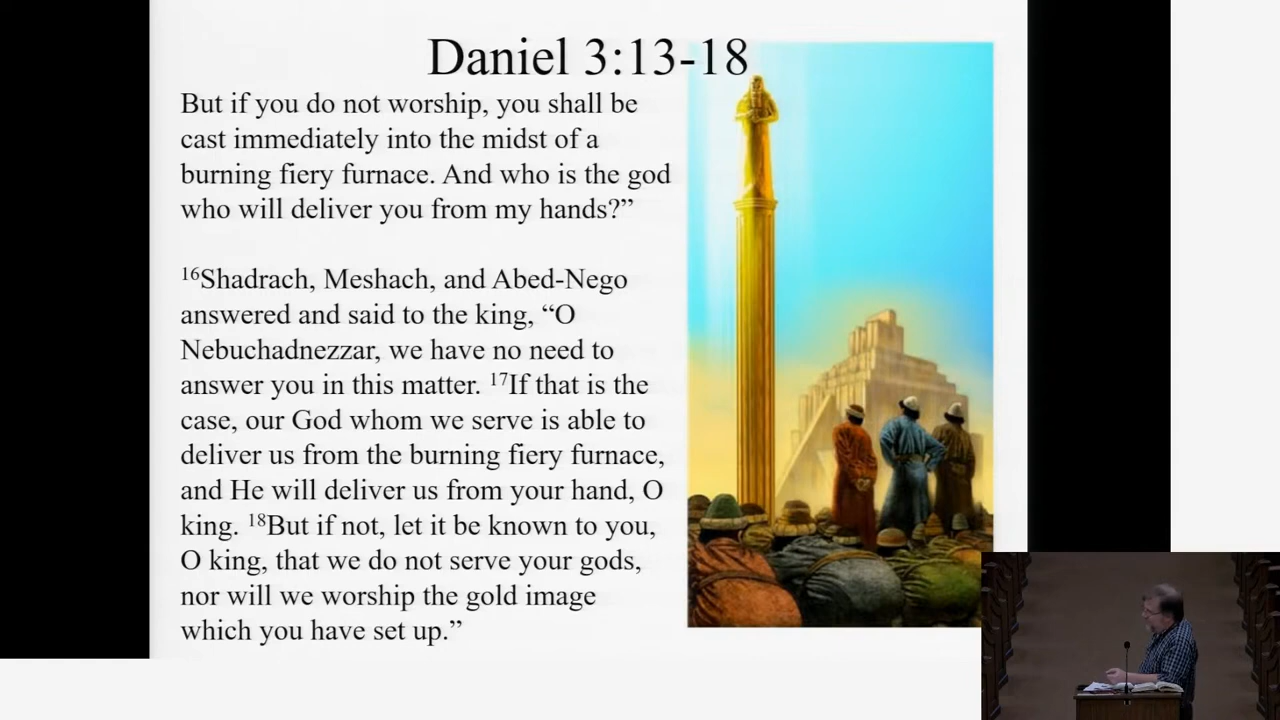 Daniel 3:13-18
But if you do not worship, you shall be
cast immediately into the midst of a
burning fiery furnace. And who is the god
who will deliver you from my hands?”
16Shadrach, Meshach, and Abed-Nego
answered and said to the king, “O
Nebuchadnezzar, we have no need to
answer you in this matter. 17If that is the
case, our God whom we serve is able to
deliver us from the burning fiery furnace,
and He will deliver us from your hand, O
king. 18But if not, let it be known to you,
O king, that we do not serve your gods,
nor will we worship the gold image
which you have set up.”